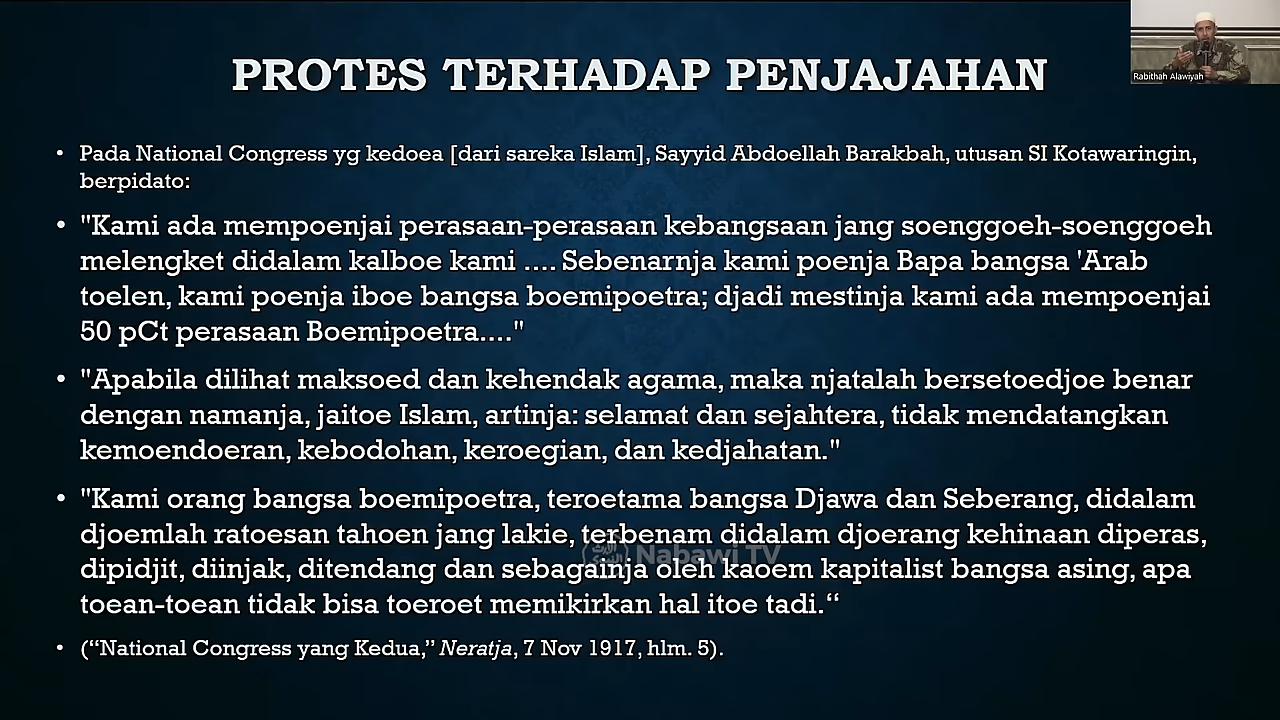 Rabithah Alawiyah
PROTES TERHADAP PENJAJAHAN
• Pada National Congress yg kedoea [dari sareka Islam], Sayyid Abdoellah Barakbah, utusan SI Kotawaringin,
berpidato:
• "Kami ada mempoenjai perasaan-perasaan kebangsaan jang soenggoeh-soenggoeh
melengket didalam kalboe kami .... Sebenarnja kami poenja Bapa bangsa 'Arab
toelen, kami poenja iboe bangsa boemipoetra; djadi mestinja kami ada mempoenjai
50 pCt perasaan Boemipoetra...."
• "Apabila dilihat maksoed dan kehendak agama, maka njatalah bersetoedjoe benar
dengan namanja, jaitoe Islam, artinja: selamat dan sejahtera, tidak mendatangkan
kemoendoeran, kebodohan, keroegian, dan kedjahatan."
• "Kami orang bangsa boemipoetra, teroetama bangsa Djawa dan Seberang, didalam
djoemlah ratoesan tahoen jang lakie, terbenam didalam djoerang kehinaan diperas,
dipidjit, diinjak, ditendang dan sebagainja oleh kaoem kapitalist bangsa asing, apa
toean-toean tidak bisa toeroet memikirkan hal itoe tadi.“
Nabawi TV
• (“National Congress yang Kedua,” Neratja, 7 Nov 1917, hlm. 5).